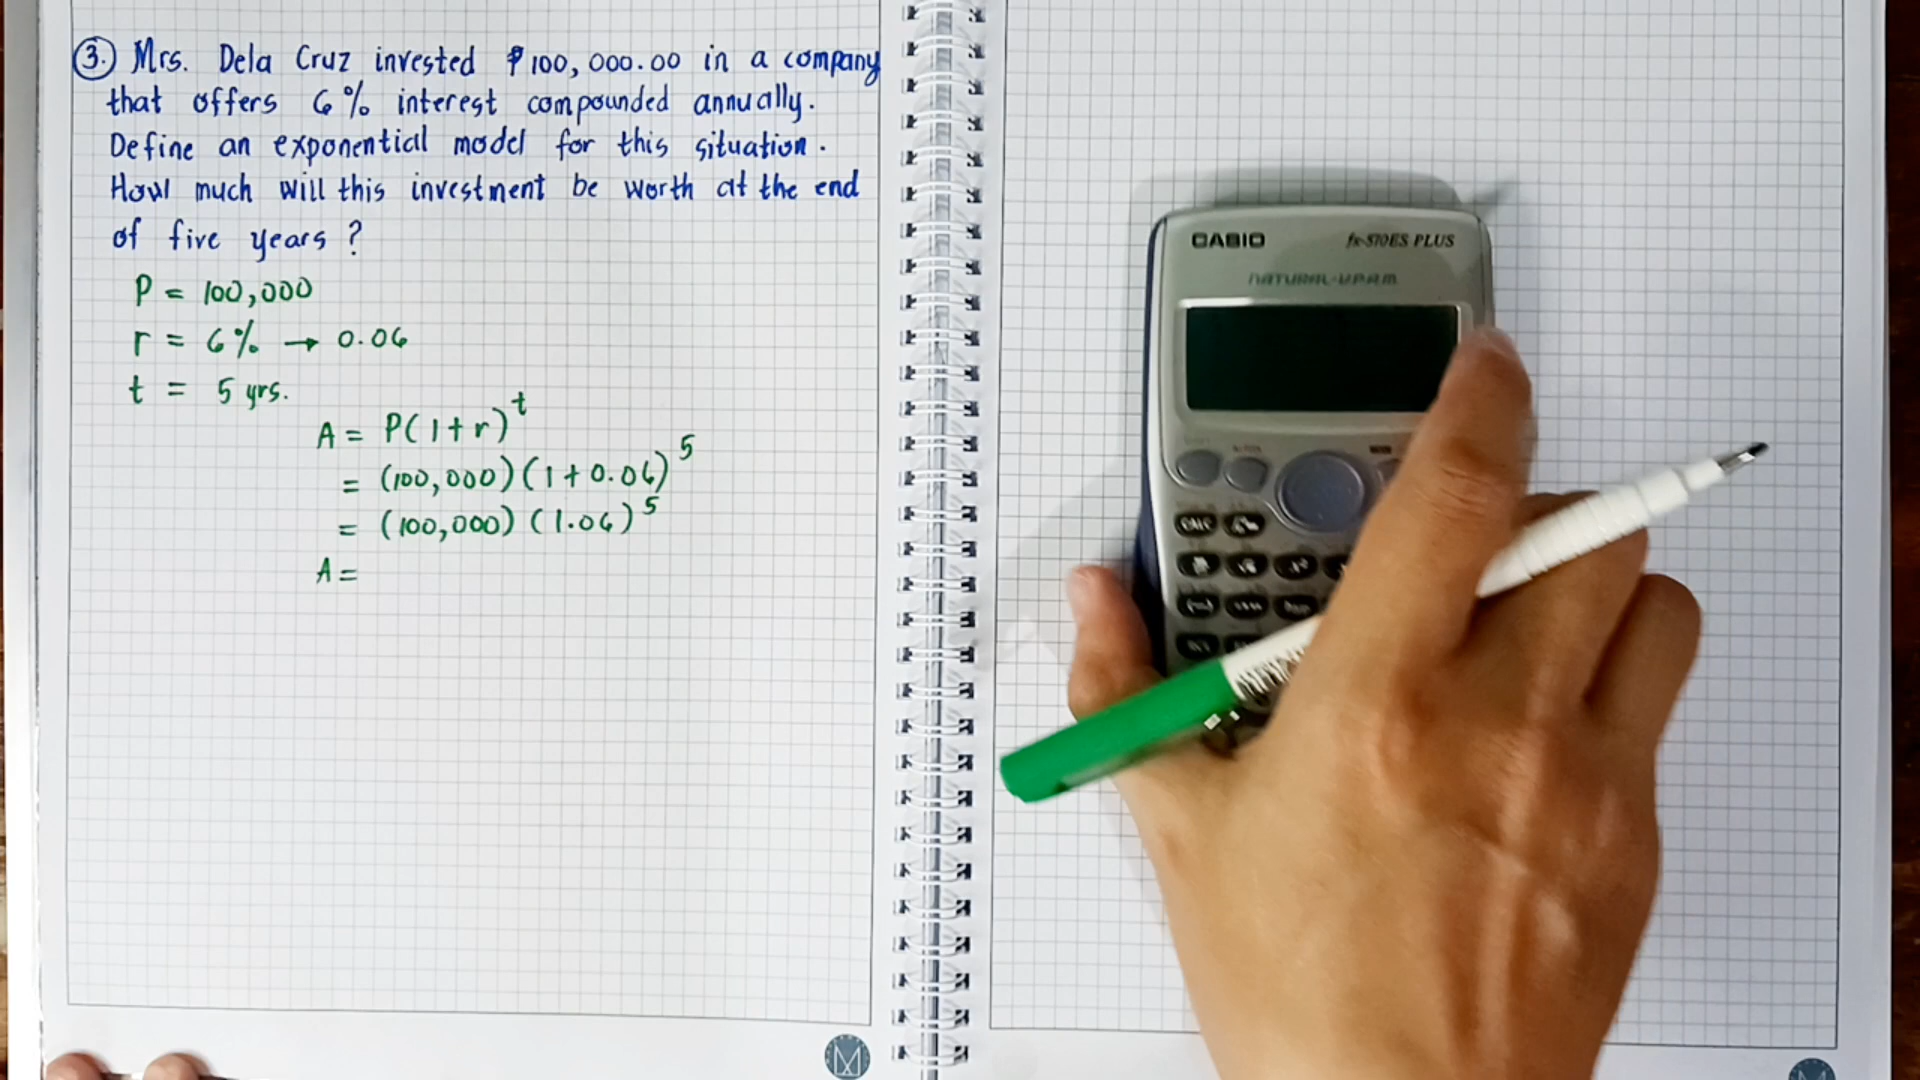 3. Mrs. Dela Cruz invested ₱100,000.00 in a company
that offers 6% interest compounded annually.
Define an exponential model for this situation.
How much will this investment be worth at the end
of five years?
P = 100,000
r = 6% → 0.06
t = 5 yrs.
A = P(1+r)^t
= (100,000)(1+0.06)^5
= (100,000)(1.06)^5
A =
CASIO fx-570ES PLUS
NATURAL-V.P.A.M.
CALC